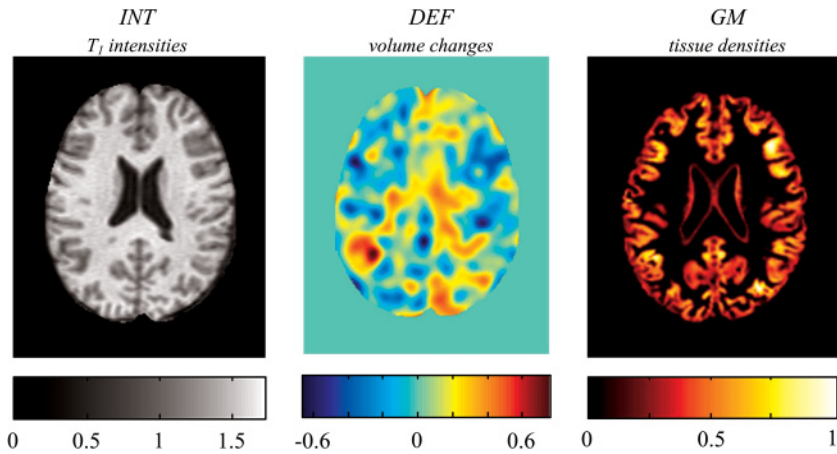 INT
T1 intensities
DEF
volume changes
GM
tissue densities
0 0.5 1 1.5
-0.6 0 0.6
0 0.5 1